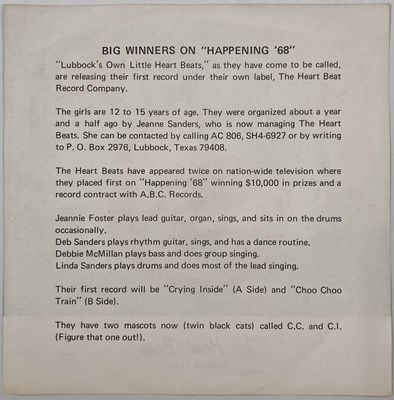 BIG WINNERS ON "HAPPENING '68"
"Lubbock's Own Little Heart Beats," as they have come to be called,
are releasing their first record under their own label, The Heart Beat
Record Company.
The girls are 12 to 15 years of age. They were organized about a year
and a half ago by Jeanne Sanders, who is now managing The Heart
Beats. She can be contacted by calling AC 806, SH4-6927 or by writing
to P. O. Box 2976, Lubbock, Texas 79408.
The Heart Beats have appeared twice on nation-wide television where
they placed first on "Happening '68" winning $10,000 in prizes and a
record contract with A.B.C. Records.
Jeannie Foster plays lead guitar, organ, sings, and sits in on the drums
occasionally.
Deb Sanders plays rhythm guitar, sings, and has a dance routine.
Debbie McMillan plays bass and does group singing.
Linda Sanders plays drums and does most of the lead singing.
Their first record will be "Crying Inside" (A Side) and "Choo Choo
Train" (B Side).
They have two mascots now (twin black cats) called C.C. and C.I.
(Figure that one out!).